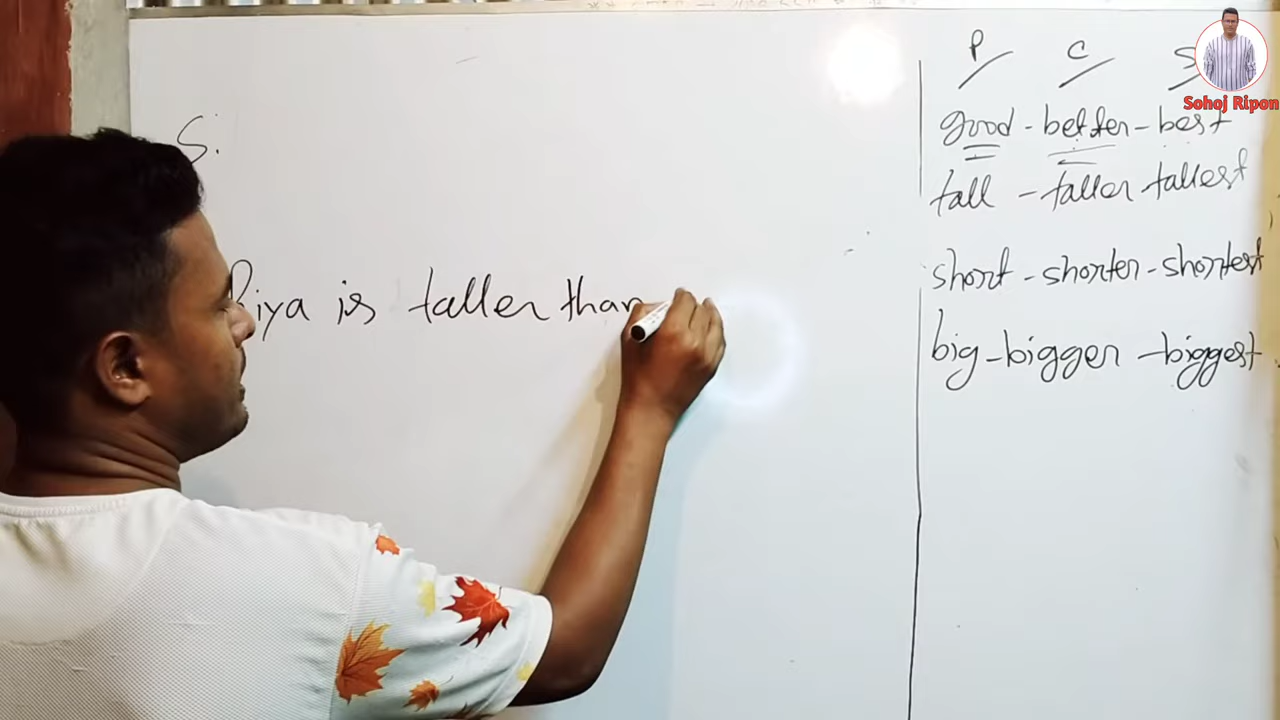 S:
Riya is taller than
P C S
good - better - best
tall - taller tallest
short - shorter - shortest
big - bigger - biggest
Sohoj Ripon